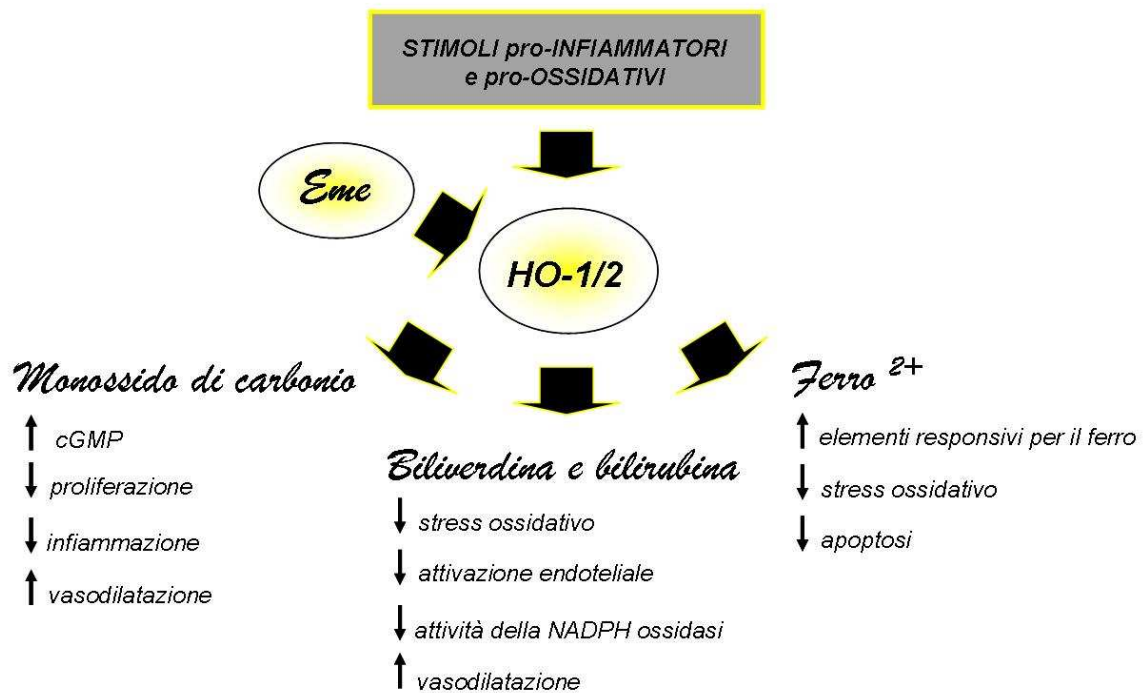 STIMOLI pro-INFIAMMATORI
e pro-OSSIDATIVI
Eme
HO-1/2
Monossido di carbonio
↑ cGMP
↓ proliferazione
↓ infiammazione
↑ vasodilatazione
Biliverdina e bilirubina
↓ stress ossidativo
↓ attivazione endoteliale
↓ attività della NADPH ossidasi
↑ vasodilatazione
Ferro 2+
↑ elementi responsivi per il ferro
↓ stress ossidativo
↓ apoptosi